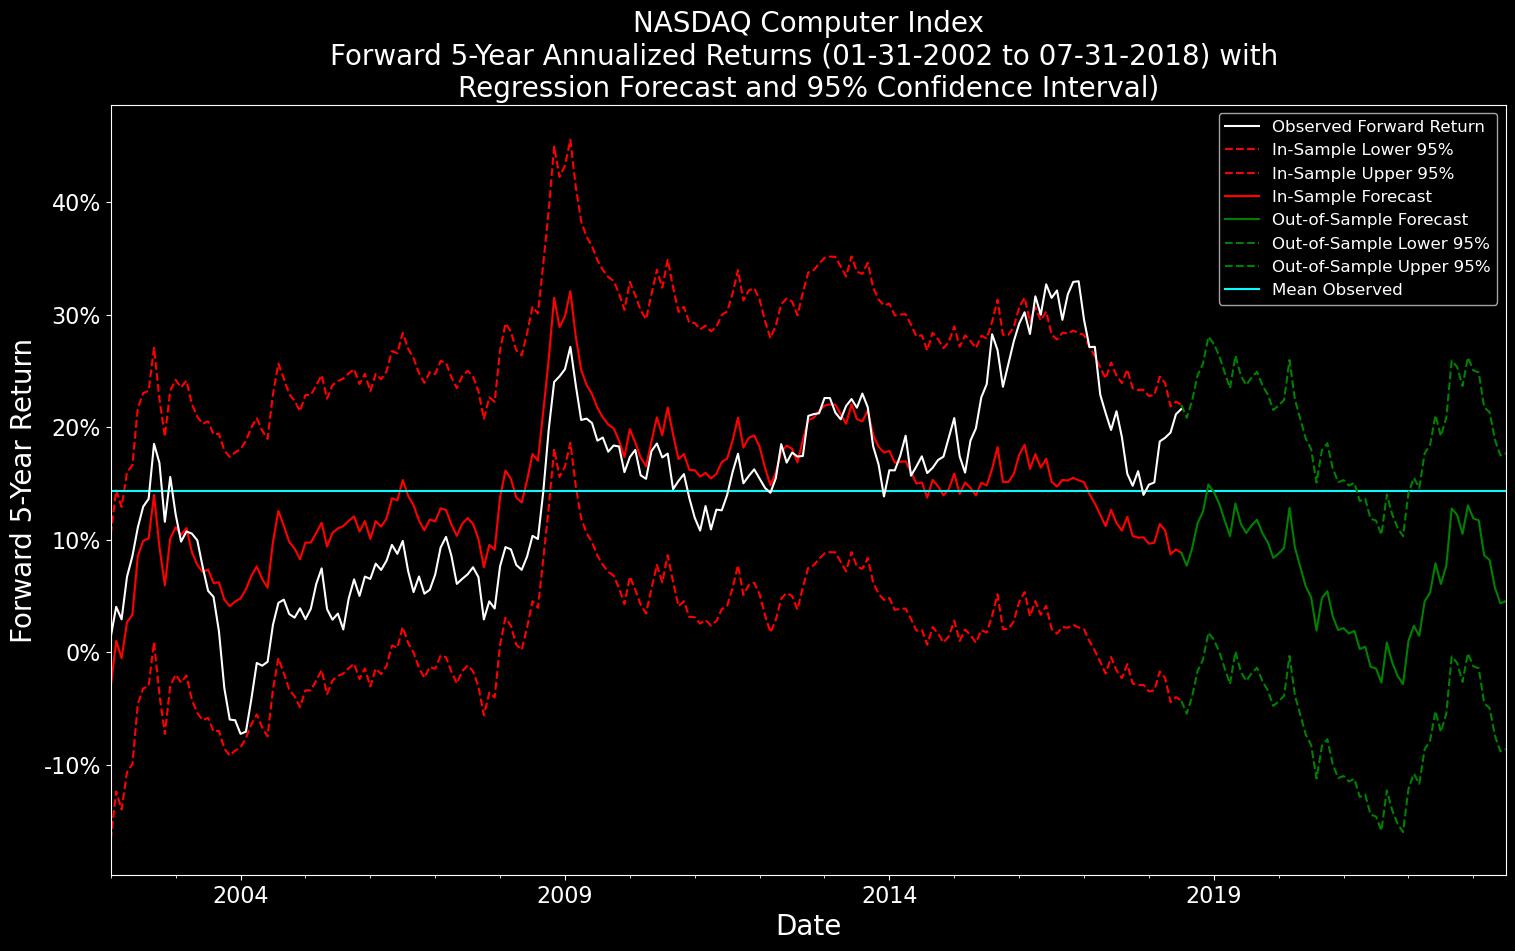 NASDAQ Computer Index
Forward 5-Year Annualized Returns (01-31-2002 to 07-31-2018) with
Regression Forecast and 95% Confidence Interval)
Observed Forward Return
In-Sample Lower 95%
In-Sample Upper 95%
In-Sample Forecast
Out-of-Sample Forecast
Out-of-Sample Lower 95%
Out-of-Sample Upper 95%
Mean Observed
Forward 5-Year Return
40%
30%
20%
10%
0%
-10%
2004
2009
2014
2019
Date